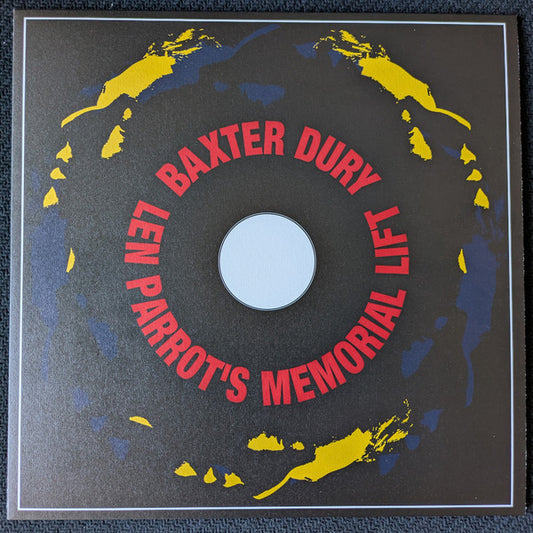 BAXTER DURY
LEN PARROT'S MEMORIAL LIFT